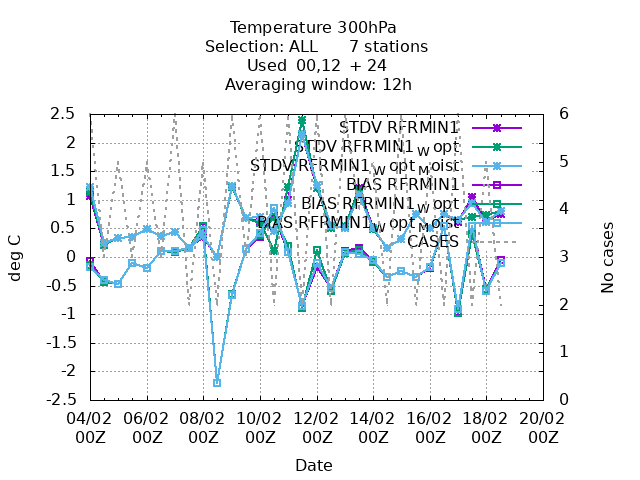 Temperature 300hPa
Selection: ALL 7 stations
Used 00,12 + 24
Averaging window: 12h
STDV RFRMIN1
STDV RFRMIN1_W opt
STDV RFRMIN1_W opt_Moist
BIAS RFRMIN1
BIAS RFRMIN1_W opt
BIAS RFRMIN1_W opt_Moist
CASES
2.5
2
1.5
1
0.5
0
-0.5
-1
-1.5
-2
-2.5
6
5
4
3
2
1
0
deg C
No cases
04/02 06/02 08/02 10/02 12/02 14/02 16/02 18/02 20/02
00Z 00Z 00Z 00Z 00Z 00Z 00Z 00Z 00Z
Date